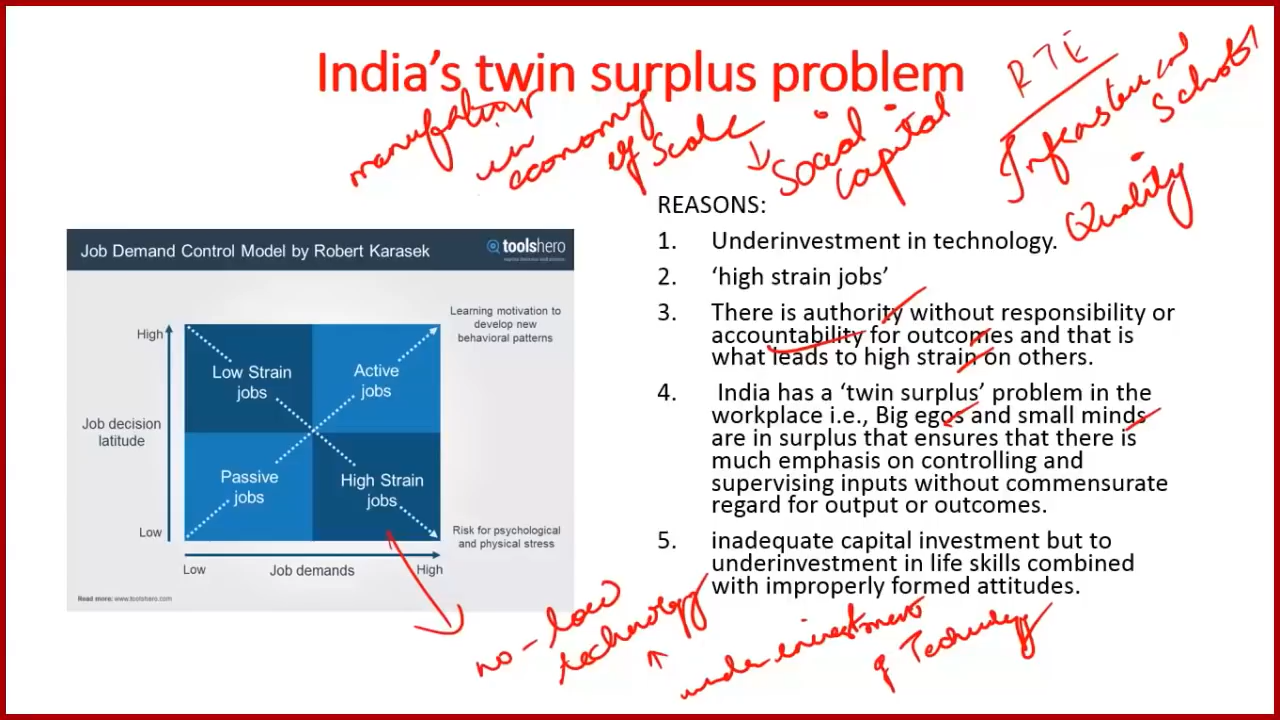 India's twin surplus problem
RTE
Infrastructural
School
Quality
in
economy
of Scale
Social
capital
REASONS:
1. Underinvestment in technology.
2. 'high strain jobs'
3. There is authority without responsibility or
accountability for outcomes and that is
what leads to high strain on others.
4. India has a 'twin surplus' problem in the
workplace i.e., Big egos and small minds
are in surplus that ensures that there is
much emphasis on controlling and
supervising inputs without commensurate
regard for output or outcomes.
5. inadequate capital investment but to
underinvestment in life skills combined
with improperly formed attitudes.
Job Demand Control Model by Robert Karasek
toolshero
Learning motivation to
develop new
behavioral patterns
High
Low Strain
jobs
Active
jobs
Job decision
latitude
Passive
jobs
High Strain
jobs
Low
Risk for psychological
and physical stress
Low
Job demands
High
Read more: www.toolshero.com
no - low
technology
under investment
of Technology